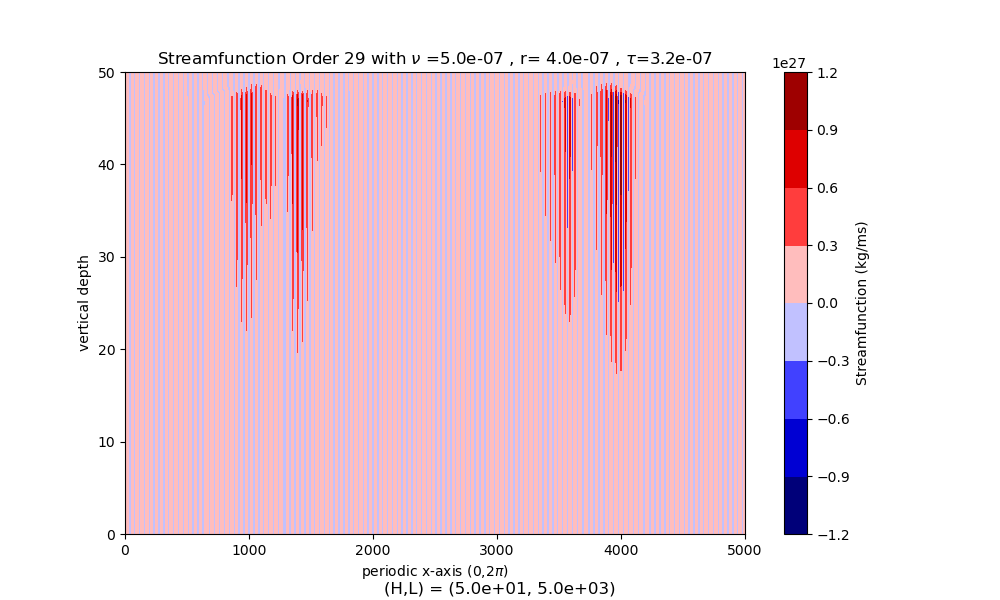 Streamfunction Order 29 with ν =5.0e-07 , r= 4.0e-07 , τ=3.2e-07
1e27
50
40
30
20
10
0
vertical depth
0 1000 2000 3000 4000 5000
periodic x-axis (0,2π)
(H,L) = (5.0e+01, 5.0e+03)
1.2
0.9
0.6
0.3
0.0
−0.3
−0.6
−0.9
−1.2
Streamfunction (kg/ms)